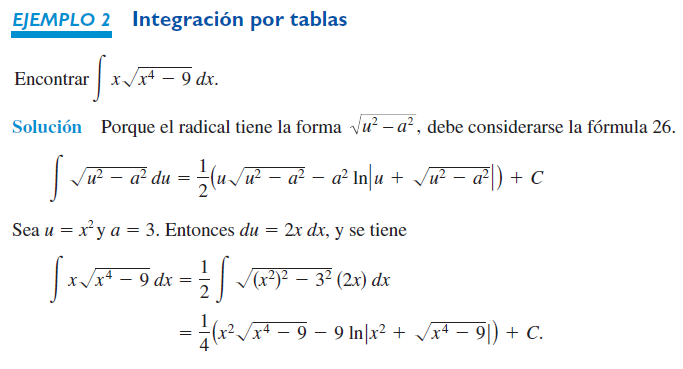 EJEMPLO 2 Integración por tablas
Encontrar ∫ x√(x⁴ − 9) dx.
Solución Porque el radical tiene la forma √(u² − a²), debe considerarse la fórmula 26.
∫ √(u² − a²) du = 1/2 (u√(u² − a²) − a² ln|u + √(u² − a²)|) + C
Sea u = x² y a = 3. Entonces du = 2x dx, y se tiene
∫ x√(x⁴ − 9) dx = 1/2 ∫ √((x²)² − 3²) (2x) dx
= 1/4 (x²√(x⁴ − 9) − 9 ln|x² + √(x⁴ − 9)|) + C.